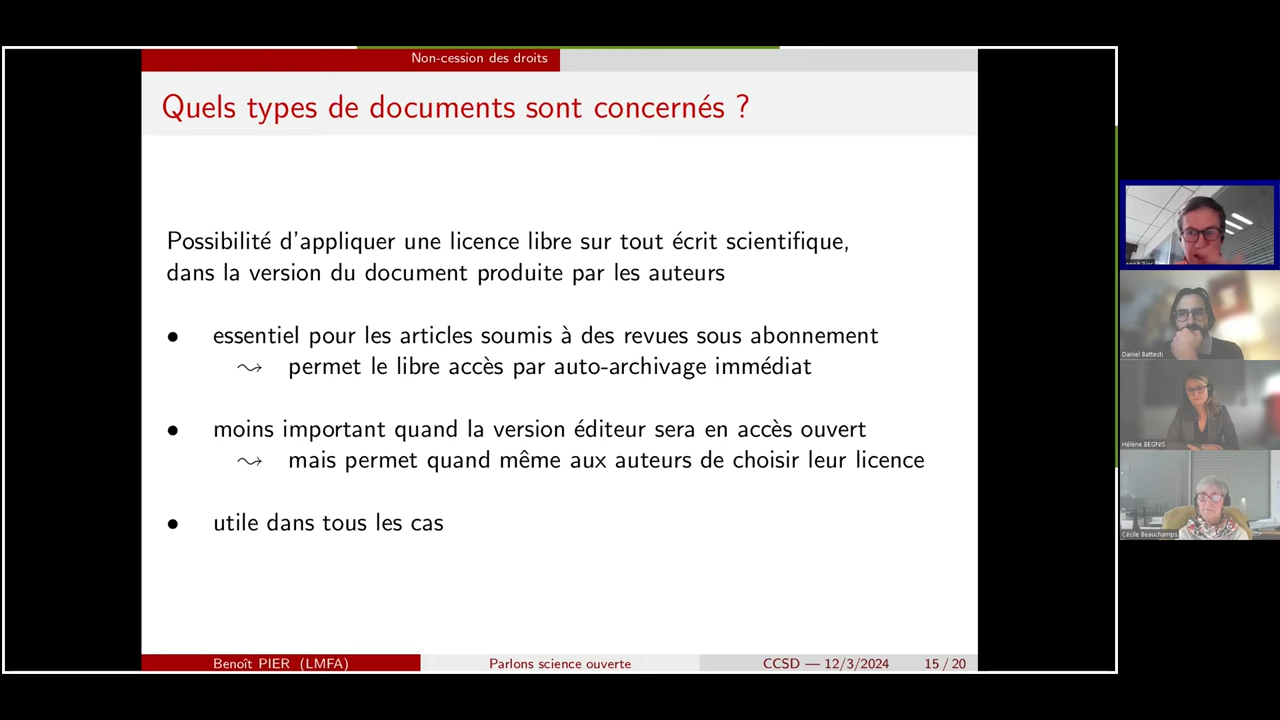 Non-cession des droits
Quels types de documents sont concernés ?
Possibilité d'appliquer une licence libre sur tout écrit scientifique,
dans la version du document produite par les auteurs
• essentiel pour les articles soumis à des revues sous abonnement
⇝ permet le libre accès par auto-archivage immédiat
• moins important quand la version éditeur sera en accès ouvert
⇝ mais permet quand même aux auteurs de choisir leur licence
• utile dans tous les cas
Benoît PIER (LMFA) Parlons science ouverte CCSD — 12/3/2024 15 / 20
Daniel Battesti
Hélène BEGNIS
Cécile Beauchamps